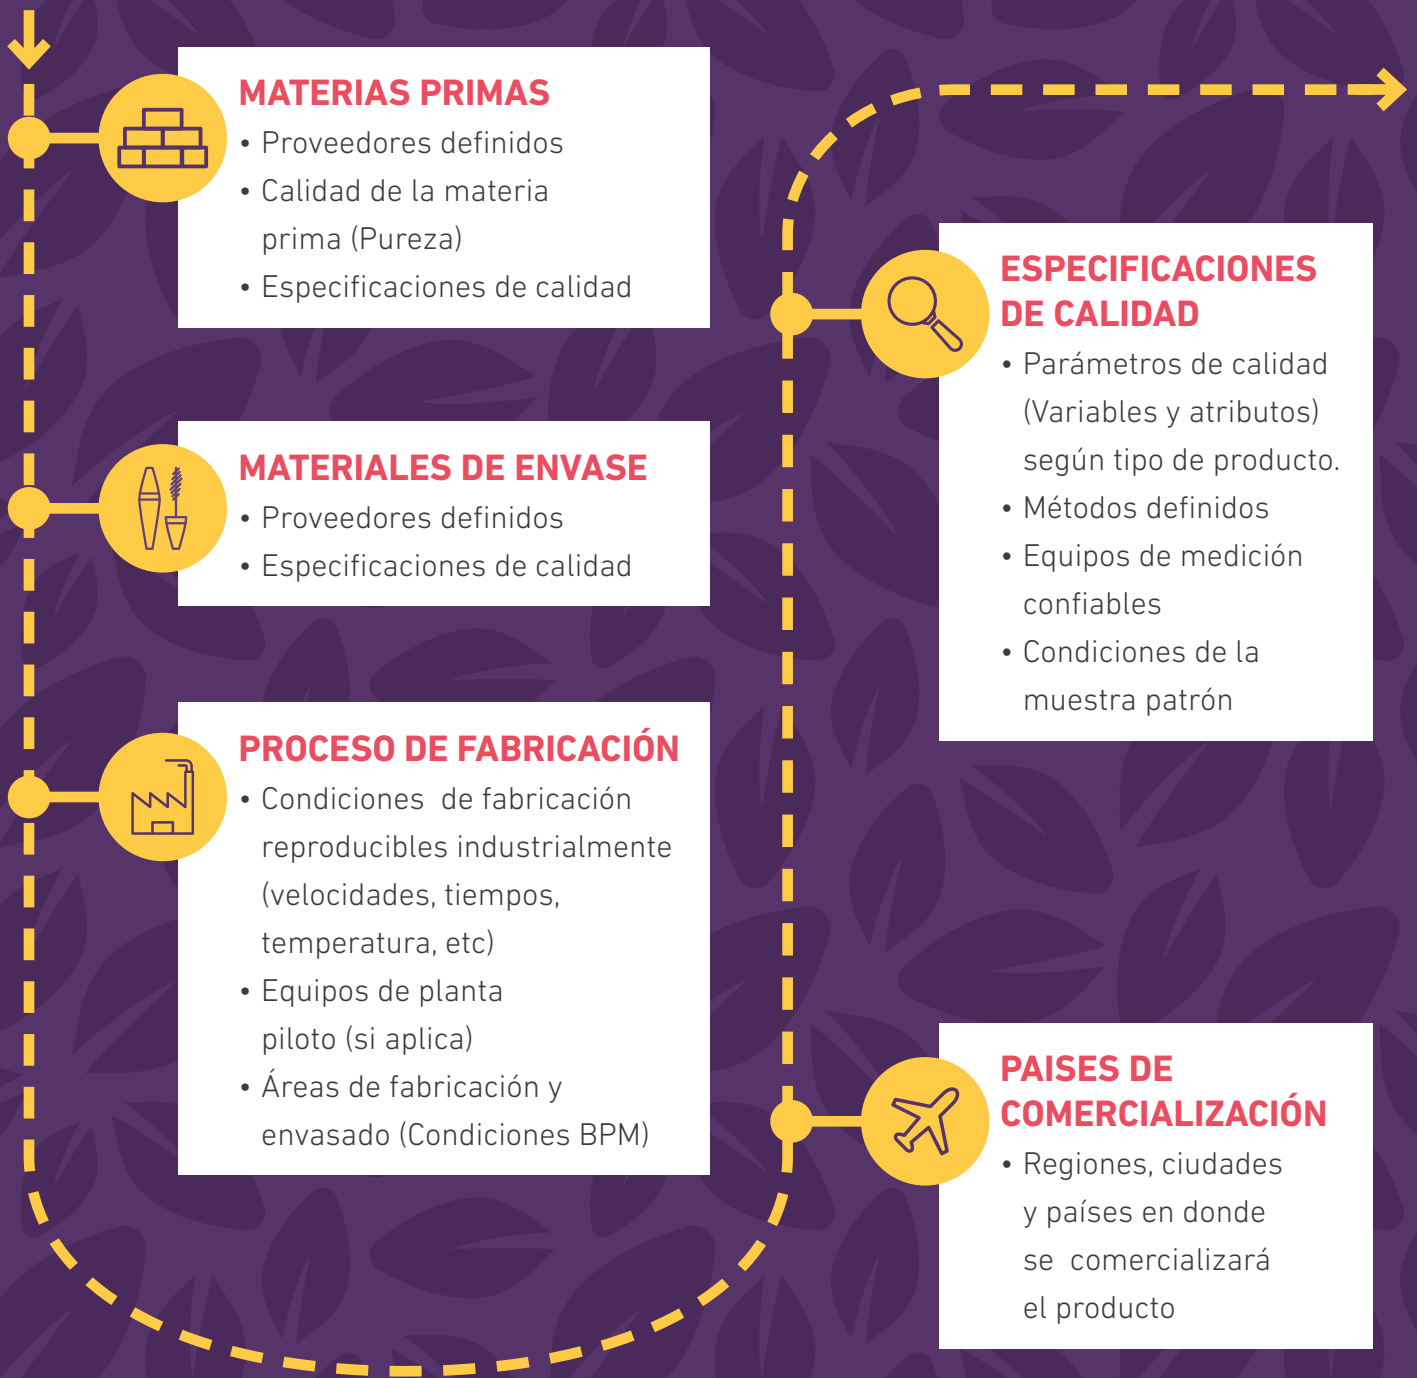 MATERIAS PRIMAS
• Proveedores definidos
• Calidad de la materia
prima (Pureza)
• Especificaciones de calidad
MATERIALES DE ENVASE
• Proveedores definidos
• Especificaciones de calidad
PROCESO DE FABRICACIÓN
• Condiciones de fabricación
reproducibles industrialmente
(velocidades, tiempos,
temperatura, etc)
• Equipos de planta
piloto (si aplica)
• Áreas de fabricación y
envasado (Condiciones BPM)
PAISES DE
COMERCIALIZACIÓN
• Regiones, ciudades
y países en donde
se comercializará
el producto
ESPECIFICACIONES
DE CALIDAD
• Parámetros de calidad
(Variables y atributos)
según tipo de producto.
• Métodos definidos
• Equipos de medición
confiables
• Condiciones de la
muestra patrón